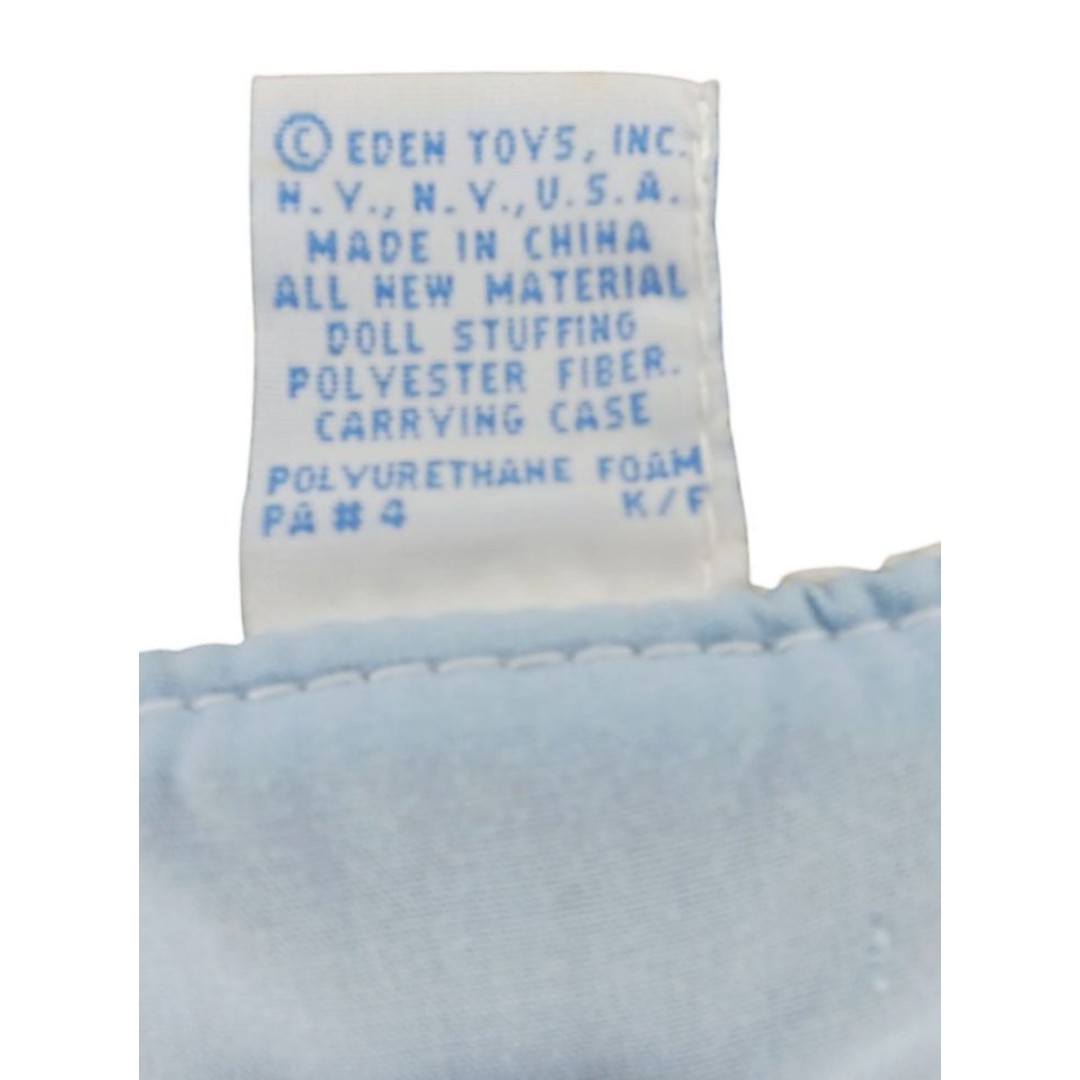 © EDEN TOYS, INC.
N.Y., N.Y., U.S.A.
MADE IN CHINA
ALL NEW MATERIAL
DOLL STUFFING
POLYESTER FIBER.
CARRYING CASE
POLYURETHANE FOAM
PA # 4 K/F